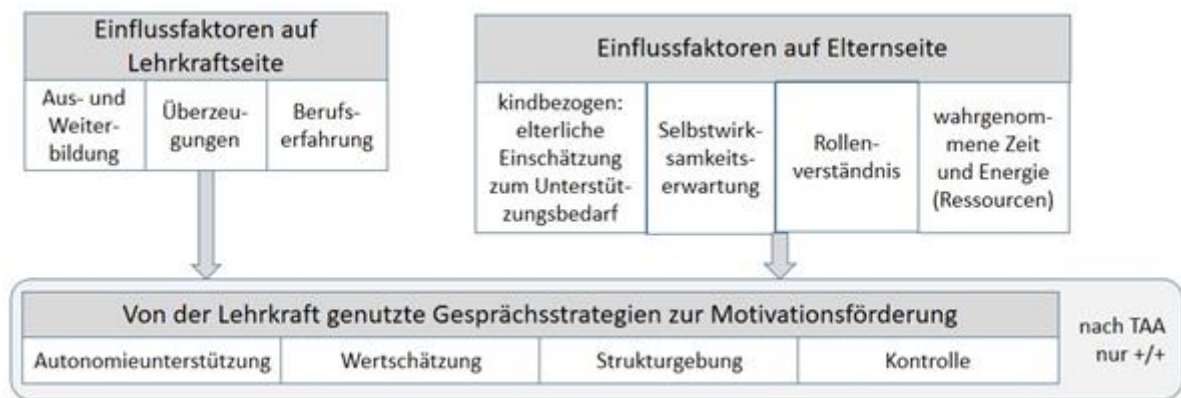 Einflussfaktoren auf
Lehrkraftseite
Aus- und
Weiter-
bildung
Überzeu-
gungen
Berufs-
erfahrung
Einflussfaktoren auf Elternseite
kindbezogen:
elterliche
Einschätzung
zum Unterstüt-
zungsbedarf
Selbstwirk-
samkeits-
erwartung
Rollen-
verständnis
wahrgenom-
mene Zeit
und Energie
(Ressourcen)
Von der Lehrkraft genutzte Gesprächsstrategien zur Motivationsförderung
Autonomieunterstützung
Wertschätzung
Strukturgebung
Kontrolle
nach TAA
nur +/+